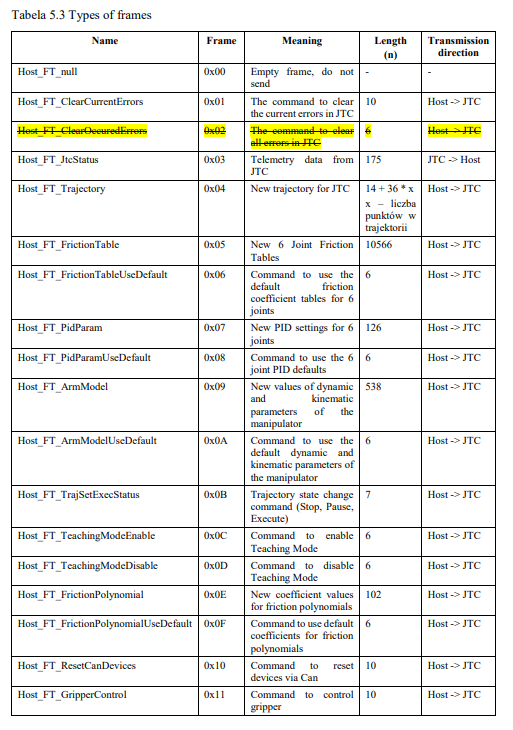 Tabela 5.3 Types of frames
Name Frame Meaning Length (n) Transmission direction
Host_FT_null 0x00 Empty frame, do not send - -
Host_FT_ClearCurrentErrors 0x01 The command to clear the current errors in JTC 10 Host -> JTC
Host_FT_ClearOccuredErrors 0x02 The command to clear all errors in JTC 6 Host -> JTC
Host_FT_JtcStatus 0x03 Telemetry data from JTC 175 JTC -> Host
Host_FT_Trajectory 0x04 New trajectory for JTC 14 + 36 * x x – liczba punktów w trajektorii Host -> JTC
Host_FT_FrictionTable 0x05 New 6 Joint Friction Tables 10566 Host -> JTC
Host_FT_FrictionTableUseDefault 0x06 Command to use the default friction coefficient tables for 6 joints 6 Host -> JTC
Host_FT_PidParam 0x07 New PID settings for 6 joints 126 Host -> JTC
Host_FT_PidParamUseDefault 0x08 Command to use the 6 joint PID defaults 6 Host -> JTC
Host_FT_ArmModel 0x09 New values of dynamic and kinematic parameters of the manipulator 538 Host -> JTC
Host_FT_ArmModelUseDefault 0x0A Command to use the default dynamic and kinematic parameters of the manipulator 6 Host -> JTC
Host_FT_TrajSetExecStatus 0x0B Trajectory state change command (Stop, Pause, Execute) 7 Host -> JTC
Host_FT_TeachingModeEnable 0x0C Command to enable Teaching Mode 6 Host -> JTC
Host_FT_TeachingModeDisable 0x0D Command to disable Teaching Mode 6 Host -> JTC
Host_FT_FrictionPolynomial 0x0E New coefficient values for friction polynomials 102 Host -> JTC
Host_FT_FrictionPolynomialUseDefault 0x0F Command to use default coefficients for friction polynomials 6 Host -> JTC
Host_FT_ResetCanDevices 0x10 Command to reset devices via Can 10 Host -> JTC
Host_FT_GripperControl 0x11 Command to control gripper 10 Host -> JTC